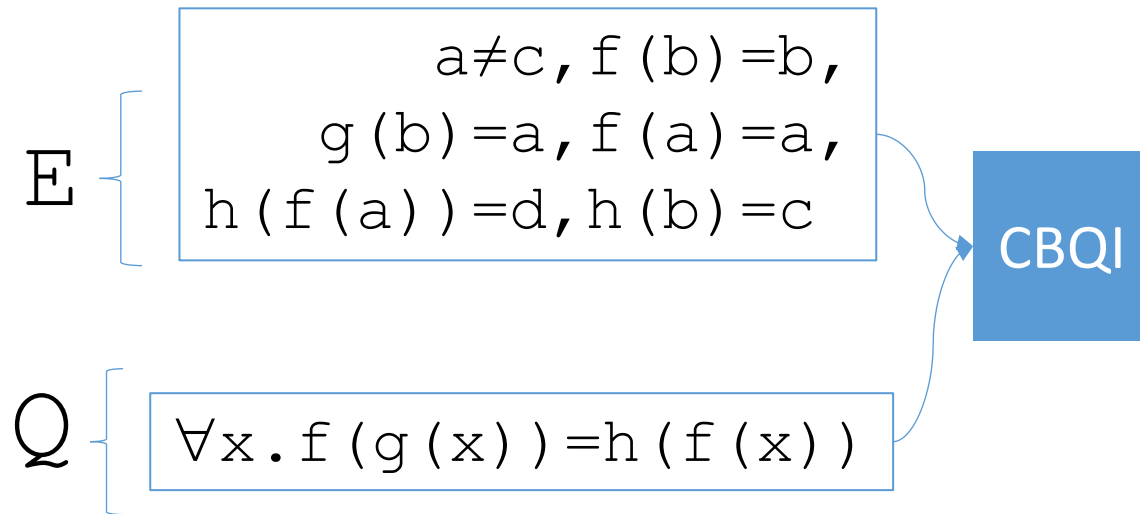 E
a≠c,f(b)=b,
g(b)=a,f(a)=a,
h(f(a))=d,h(b)=c
CBQI
Q
∀x.f(g(x))=h(f(x))